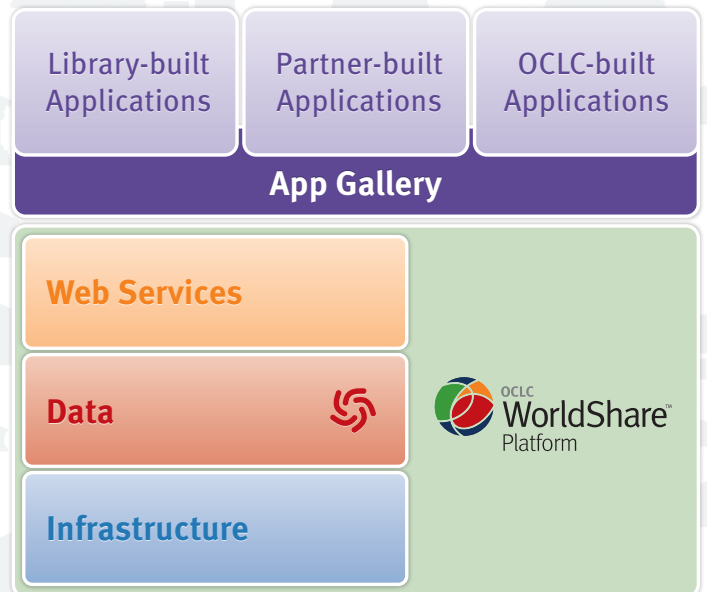 Library-built
Applications
Partner-built
Applications
OCLC-built
Applications
App Gallery
Web Services
Data
Infrastructure
OCLC
WorldShare™
Platform